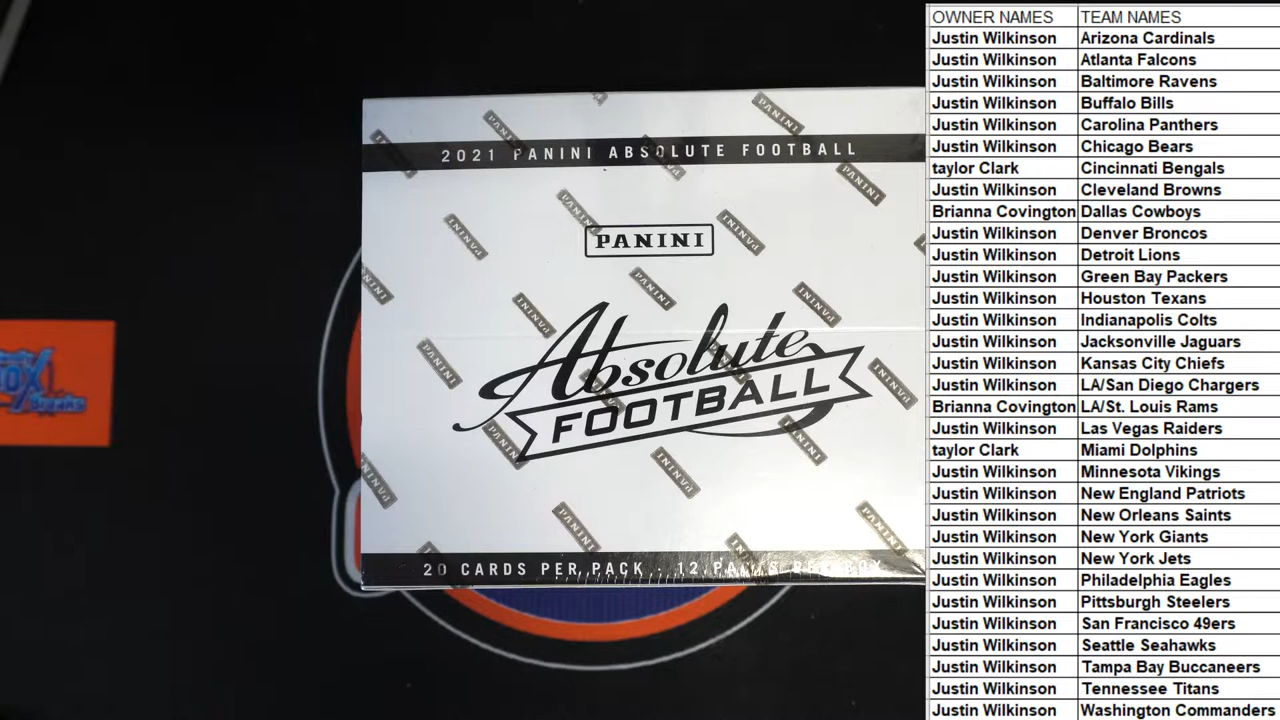 2021 PANINI ABSOLUTE FOOTBALL
PANINI
Absolute
FOOTBALL
20 CARDS PER PACK . 12 PACKS PER BOX
Breaks
OWNER NAMES TEAM NAMES
Justin Wilkinson Arizona Cardinals
Justin Wilkinson Atlanta Falcons
Justin Wilkinson Baltimore Ravens
Justin Wilkinson Buffalo Bills
Justin Wilkinson Carolina Panthers
Justin Wilkinson Chicago Bears
taylor Clark Cincinnati Bengals
Justin Wilkinson Cleveland Browns
Brianna Covington Dallas Cowboys
Justin Wilkinson Denver Broncos
Justin Wilkinson Detroit Lions
Justin Wilkinson Green Bay Packers
Justin Wilkinson Houston Texans
Justin Wilkinson Indianapolis Colts
Justin Wilkinson Jacksonville Jaguars
Justin Wilkinson Kansas City Chiefs
Justin Wilkinson LA/San Diego Chargers
Brianna Covington LA/St. Louis Rams
Justin Wilkinson Las Vegas Raiders
taylor Clark Miami Dolphins
Justin Wilkinson Minnesota Vikings
Justin Wilkinson New England Patriots
Justin Wilkinson New Orleans Saints
Justin Wilkinson New York Giants
Justin Wilkinson New York Jets
Justin Wilkinson Philadelphia Eagles
Justin Wilkinson Pittsburgh Steelers
Justin Wilkinson San Francisco 49ers
Justin Wilkinson Seattle Seahawks
Justin Wilkinson Tampa Bay Buccaneers
Justin Wilkinson Tennessee Titans
Justin Wilkinson Washington Commanders